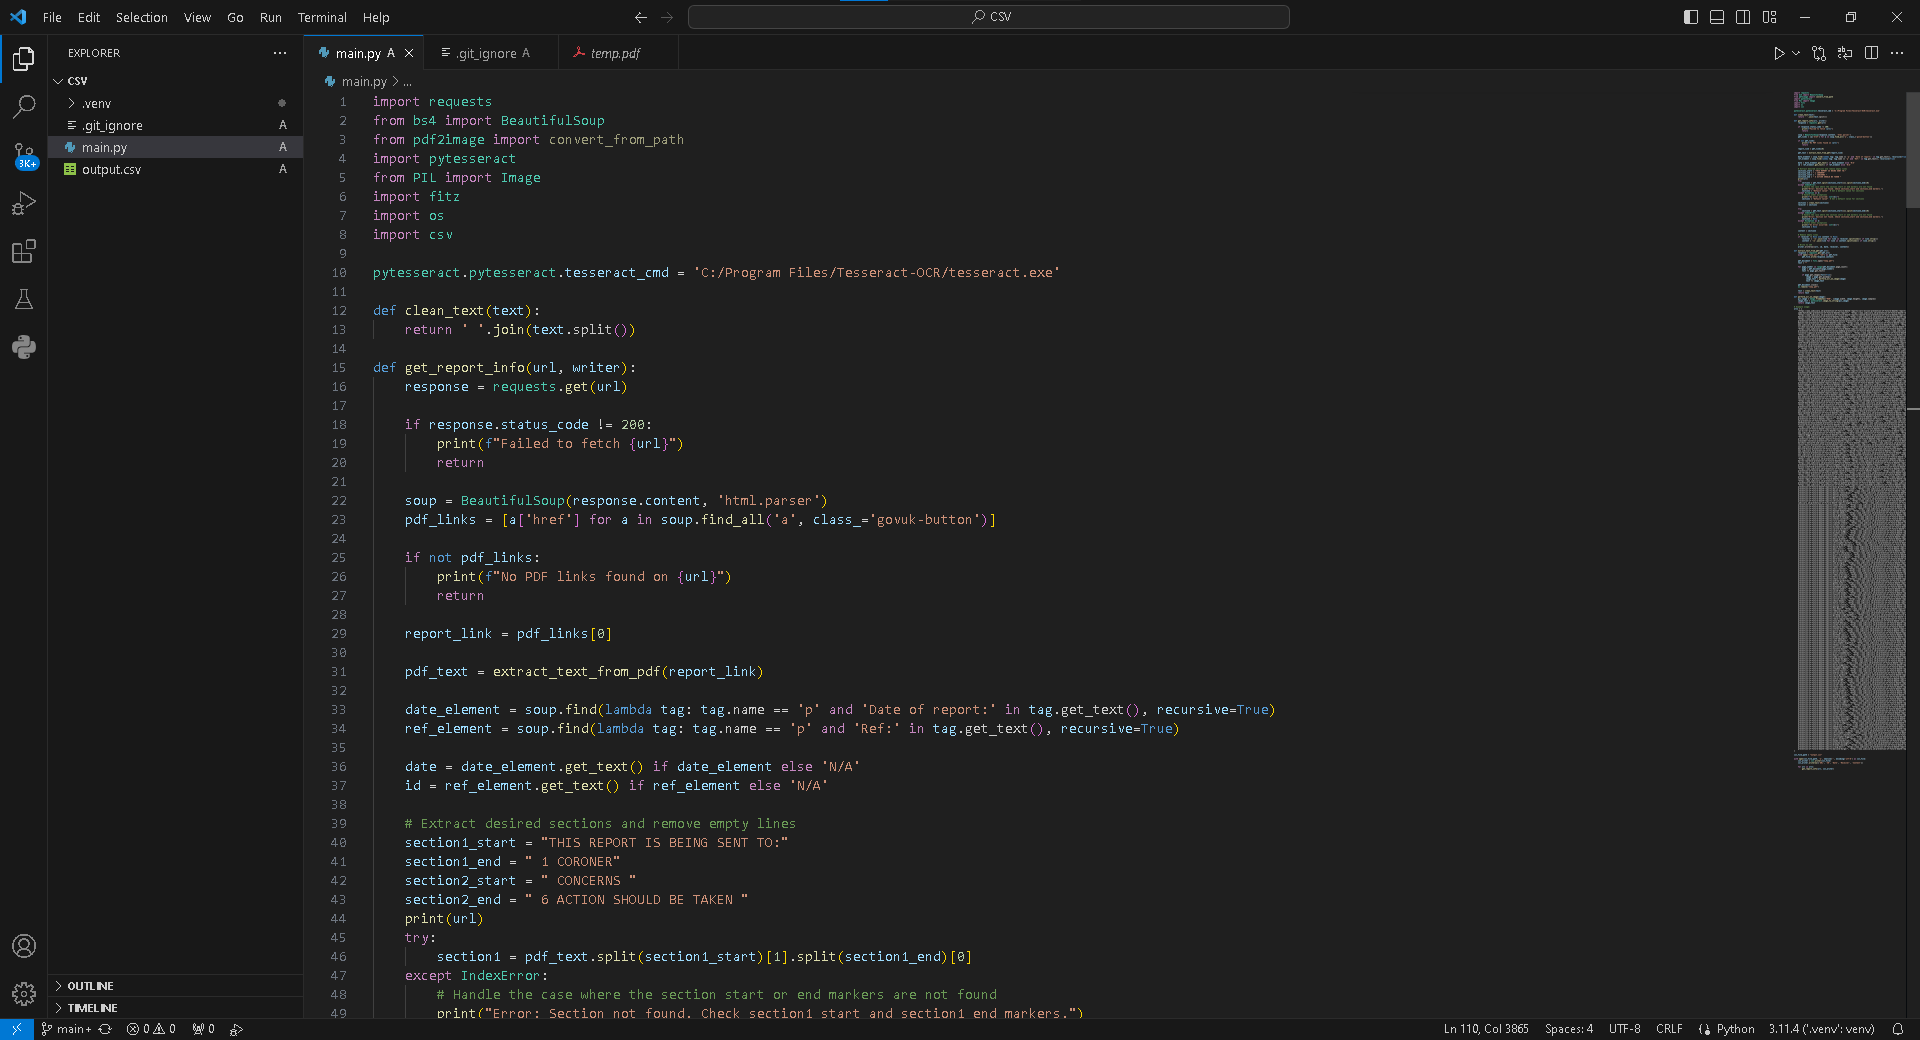 File Edit Selection View Go Run Terminal Help
CSV
EXPLORER
CSV
.venv
.git_ignore A
main.py A
output.csv A
3K+
OUTLINE
TIMELINE
main.py A
.git_ignore A
temp.pdf
main.py > ...
1 import requests
2 from bs4 import BeautifulSoup
3 from pdf2image import convert_from_path
4 import pytesseract
5 from PIL import Image
6 import fitz
7 import os
8 import csv
9
10 pytesseract.pytesseract.tesseract_cmd = 'C:/Program Files/Tesseract-OCR/tesseract.exe'
11
12 def clean_text(text):
13 return ' '.join(text.split())
14
15 def get_report_info(url, writer):
16 response = requests.get(url)
17
18 if response.status_code != 200:
19 print(f"Failed to fetch {url}")
20 return
21
22 soup = BeautifulSoup(response.content, 'html.parser')
23 pdf_links = [a['href'] for a in soup.find_all('a', class_='govuk-button')]
24
25 if not pdf_links:
26 print(f"No PDF links found on {url}")
27 return
28
29 report_link = pdf_links[0]
30
31 pdf_text = extract_text_from_pdf(report_link)
32
33 date_element = soup.find(lambda tag: tag.name == 'p' and 'Date of report:' in tag.get_text(), recursive=True)
34 ref_element = soup.find(lambda tag: tag.name == 'p' and 'Ref:' in tag.get_text(), recursive=True)
35
36 date = date_element.get_text() if date_element else 'N/A'
37 id = ref_element.get_text() if ref_element else 'N/A'
38
39 # Extract desired sections and remove empty lines
40 section1_start = "THIS REPORT IS BEING SENT TO:"
41 section1_end = " 1 CORONER"
42 section2_start = " CONCERNS "
43 section2_end = " 6 ACTION SHOULD BE TAKEN "
44 print(url)
45 try:
46 section1 = pdf_text.split(section1_start)[1].split(section1_end)[0]
47 except IndexError:
48 # Handle the case where the section start or end markers are not found
49 print("Error: Section not found. Check section1_start and section1_end markers.")
main+ 0 0 0
Ln 110, Col 3865 Spaces: 4 UTF-8 CRLF Python 3.11.4 ('.venv': venv)